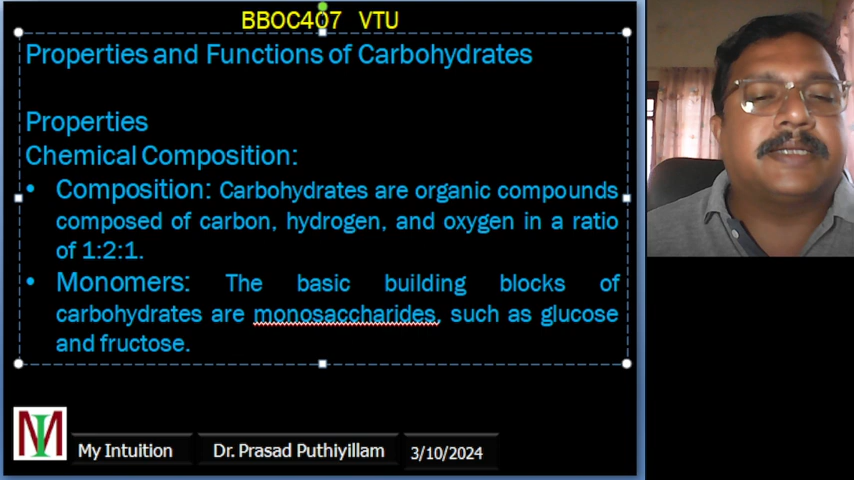 BBOC407 VTU
Properties and Functions of Carbohydrates
Properties
Chemical Composition:
• Composition: Carbohydrates are organic compounds
composed of carbon, hydrogen, and oxygen in a ratio
of 1:2:1.
• Monomers: The basic building blocks of
carbohydrates are monosaccharides, such as glucose
and fructose.
MI
My Intuition
Dr. Prasad Puthiyillam
3/10/2024